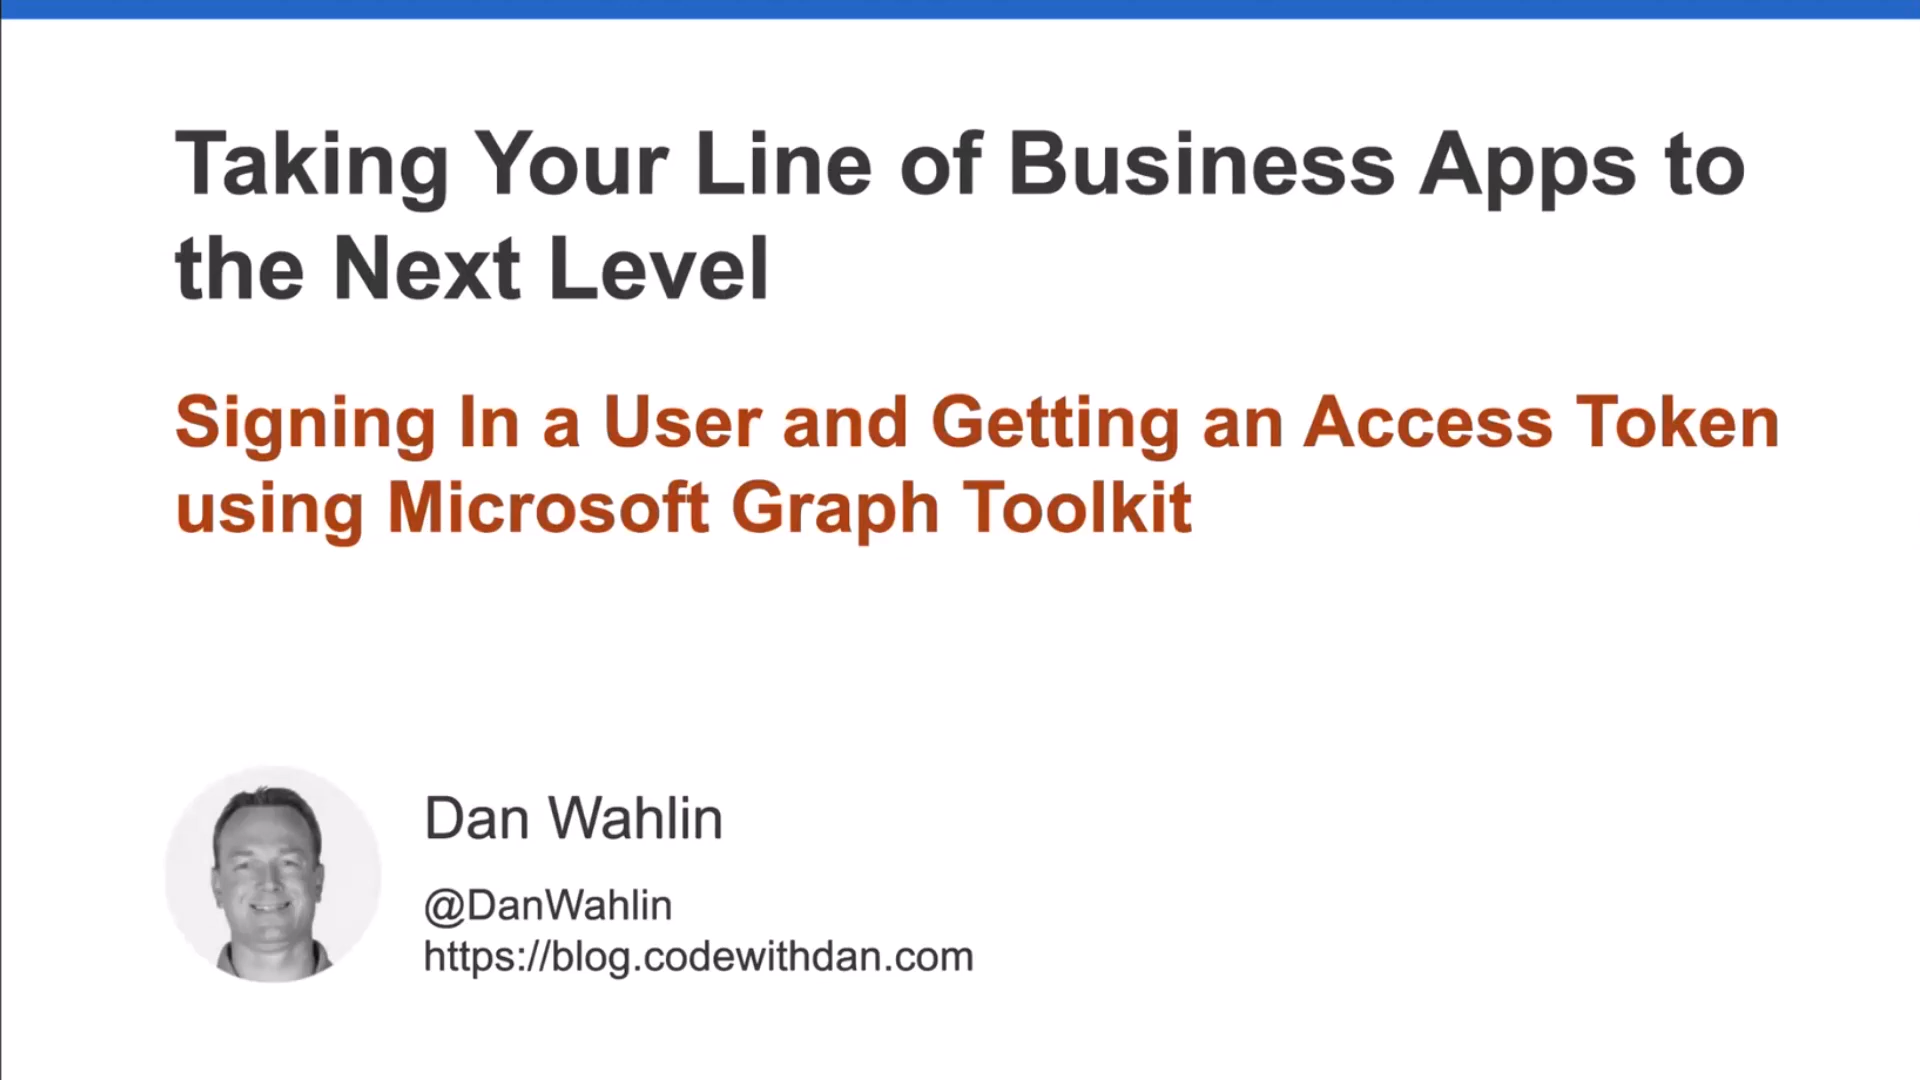 Taking Your Line of Business Apps to
the Next Level
Signing In a User and Getting an Access Token
using Microsoft Graph Toolkit
Dan Wahlin
@DanWahlin
https://blog.codewithdan.com